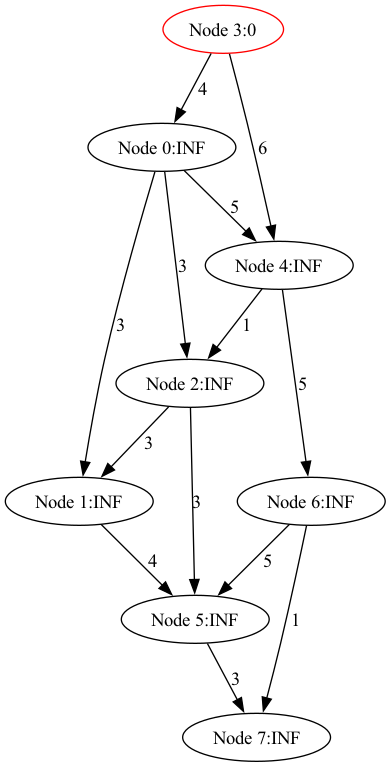 Node 3:0
4
Node 0:INF
6
5
Node 4:INF
3
3
1
Node 2:INF
5
3
3
Node 1:INF
Node 6:INF
4
5
Node 5:INF
1
3
Node 7:INF